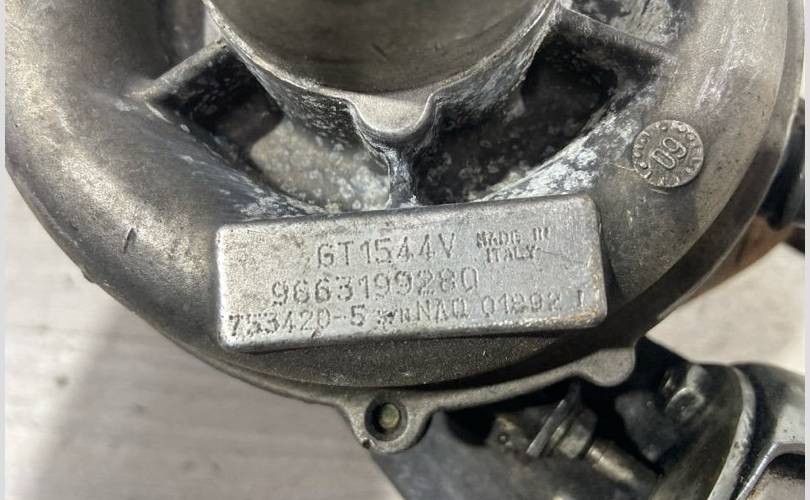 GT1544V MADE IN
ITALY
9663199280
753420-5 S/N NAQ 01892 I
09